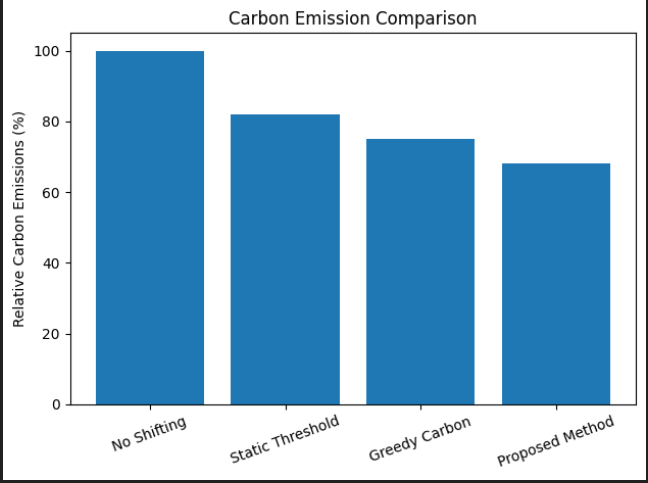 Carbon Emission Comparison
Relative Carbon Emissions (%)
100
80
60
40
20
0
No Shifting
Static Threshold
Greedy Carbon
Proposed Method